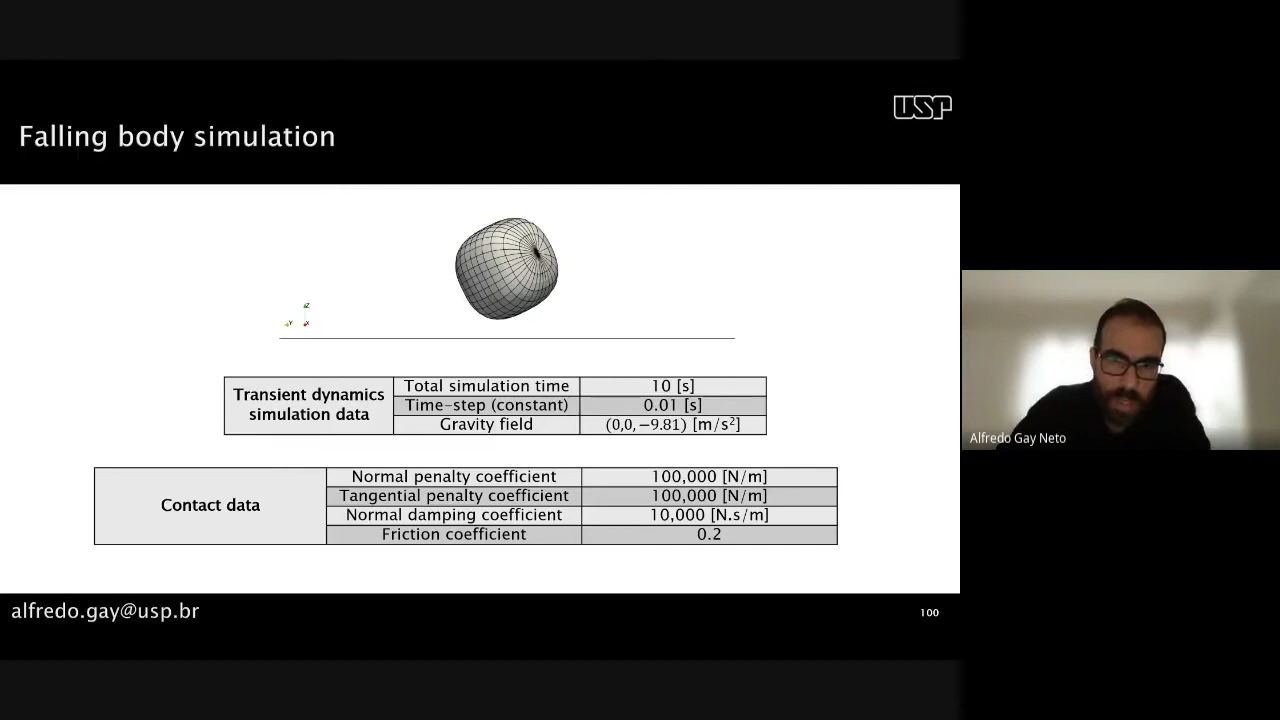 USP
Falling body simulation
Z
Y
X
Transient dynamics
simulation data
Total simulation time
10 [s]
Time-step (constant)
0.01 [s]
Gravity field
(0,0,−9.81) [m/s²]
Contact data
Normal penalty coefficient
100,000 [N/m]
Tangential penalty coefficient
100,000 [N/m]
Normal damping coefficient
10,000 [N.s/m]
Friction coefficient
0.2
Alfredo Gay Neto
alfredo.gay@usp.br
100